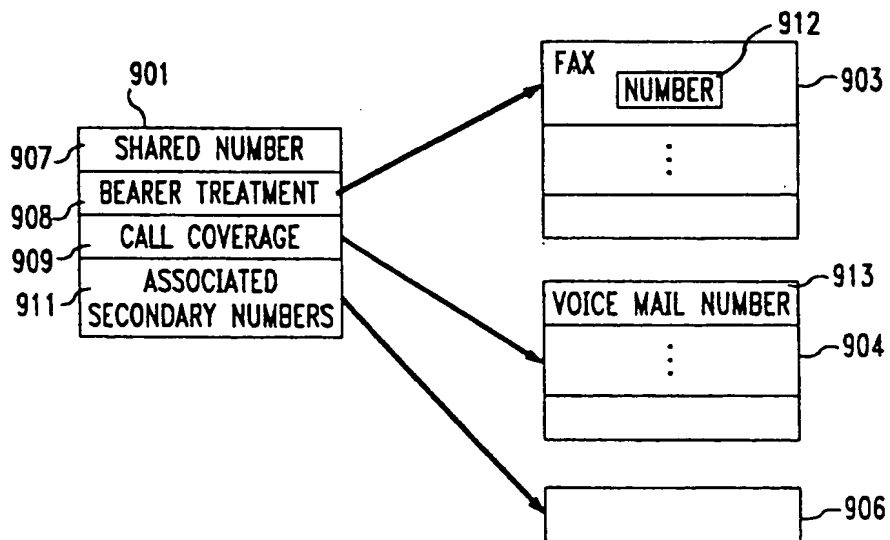 912
FAX
903
NUMBER
901
907
SHARED NUMBER
908
BEARER TREATMENT
909
CALL COVERAGE
911
ASSOCIATED
SECONDARY NUMBERS
913
VOICE MAIL NUMBER
904
906